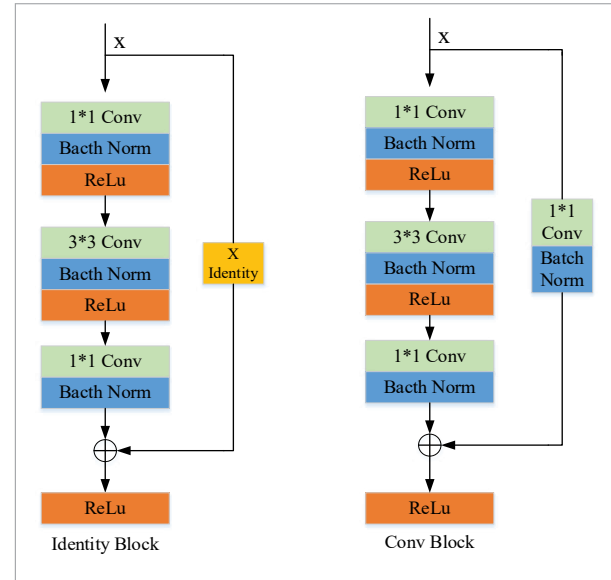 X
1*1 Conv
Bacth Norm
ReLu
3*3 Conv
Bacth Norm
ReLu
1*1 Conv
Bacth Norm
X
Identity
ReLu
Identity Block
X
1*1 Conv
Bacth Norm
ReLu
3*3 Conv
Bacth Norm
ReLu
1*1 Conv
Bacth Norm
1*1
Conv
Batch
Norm
ReLu
Conv Block